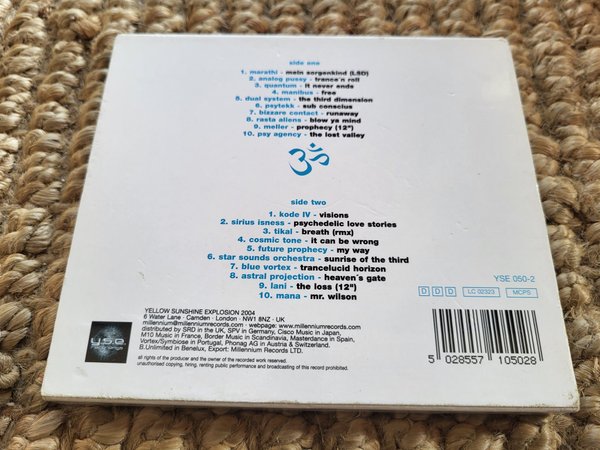 side one
1. marathi - mein sorgenkind (LSD)
2. analog pussy - trance´n roll
3. quantum - it never ends
4. manibus - free
5. dual system - the third dimension
6. psytekk - sub conscius
7. bizzare contact - runaway
8. rasta aliens - blow ya mind
9. meller - prophecy (12")
10. psy agency - the lost valley
ॐ
side two
1. kode IV - visions
2. sirius isness - psychedelic love stories
3. tikal - breath (rmx)
4. cosmic tone - it can be wrong
5. future prophecy - my way
6. star sounds orchestra - sunrise of the third
7. blue vortex - trancelucid horizon
8. astral projection - heaven´s gate
9. lani - the loss (12")
10. mana - mr. wilson
YSE 050-2
D D D LC 02323 MCPS
YELLOW SUNSHINE EXPLOSION 2004
6 Water Lane - Camden - London - NW1 8NZ - UK
millennium@millenniumrecords.com - webpage: www.millenniumrecords.com
distributed by SRD in the UK, SPV in Germany, Cisco Music in Japan,
M10 Music in France, Border Music in Scandinavia, Masterdance in Spain,
Vortex/Symbiose in Portugal, Phonag AG in Austria & Switzerland.
B.Unlimited in Benelux, Export: Millennium Records LTD.
all rights of the producer and the owner of the recorded work reserved.
unauthorised copying, hiring, renting public performance and broadcasting of this record prohibited.
y.s.e.
5 028557 105028